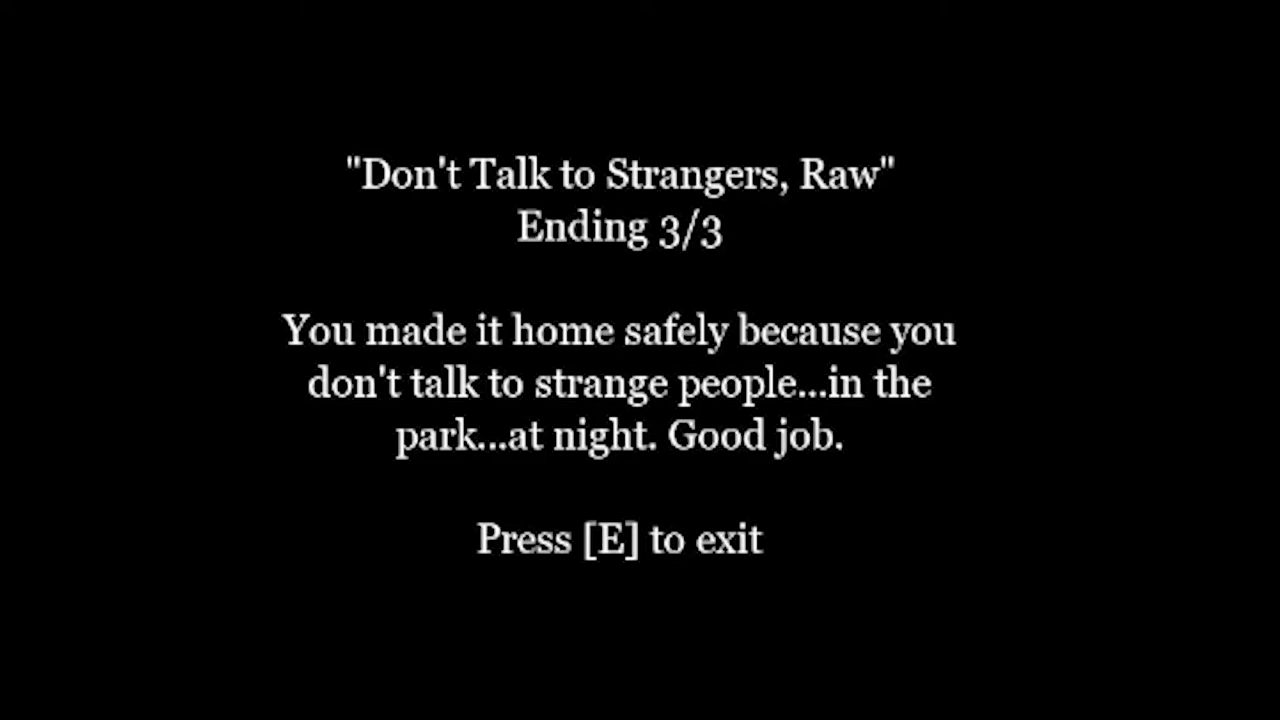 "Don't Talk to Strangers, Raw"
Ending 3/3
You made it home safely because you
don't talk to strange people...in the
park...at night. Good job.
Press [E] to exit